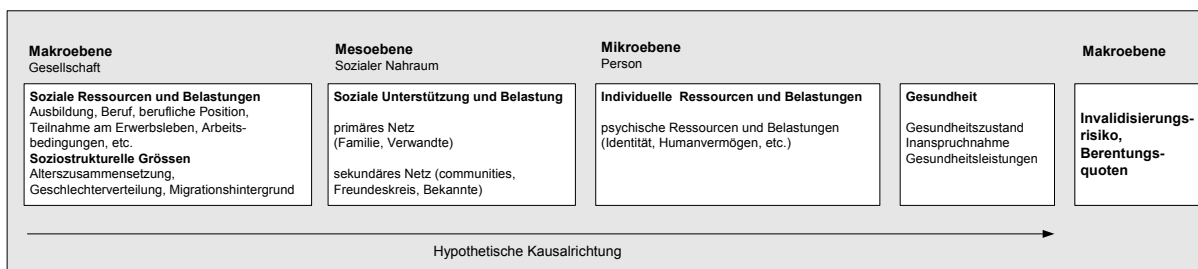 Makroebene
Gesellschaft
Soziale Ressourcen und Belastungen
Ausbildung, Beruf, berufliche Position,
Teilnahme am Erwerbsleben, Arbeits-
bedingungen, etc.
Soziostrukturelle Grössen
Alterszusammensetzung,
Geschlechterverteilung, Migrationshintergrund
Mesoebene
Sozialer Nahraum
Soziale Unterstützung und Belastung
primäres Netz
(Familie, Verwandte)
sekundäres Netz (communities,
Freundeskreis, Bekannte)
Mikroebene
Person
Individuelle Ressourcen und Belastungen
psychische Ressourcen und Belastungen
(Identität, Humanvermögen, etc.)
Gesundheit
Gesundheitszustand
Inanspruchnahme
Gesundheitsleistungen
Makroebene
Invalidisierungs-
risiko,
Berentungs-
quoten
Hypothetische Kausalrichtung